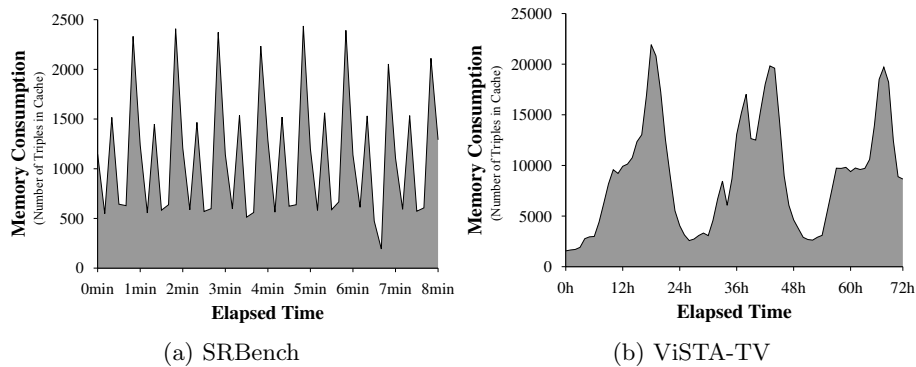 Memory Consumption
(Number of Triples in Cache)
2500
2000
1500
1000
500
0
0min 1min 2min 3min 4min 5min 6min 7min 8min
Elapsed Time
(a) SRBench
Memory Consumption
(Number of Triples in Cache)
25000
20000
15000
10000
5000
0
0h 12h 24h 36h 48h 60h 72h
Elapsed Time
(b) ViSTA-TV